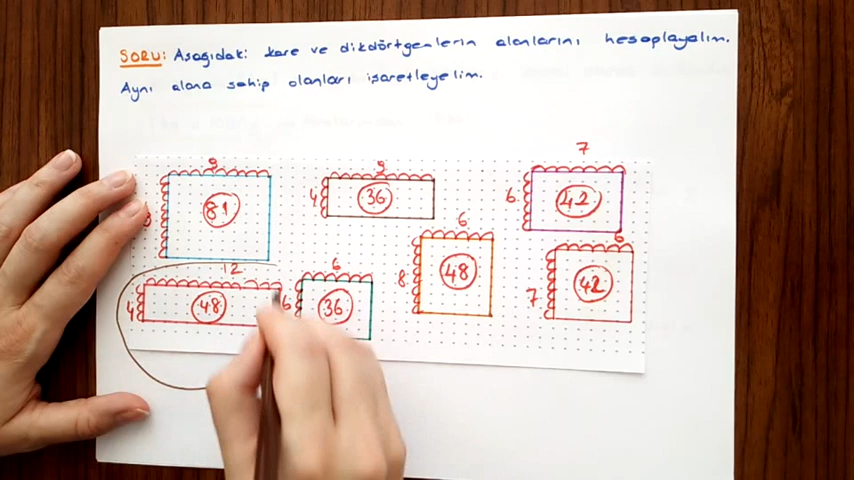 SORU: Aşağıdaki kare ve dikdörtgenlerin alanlarını hesaplayalım.
Aynı alana sahip olanları işaretleyelim.
9 9 7
81 4 36 6 42
12 6 6 6
4 48 6 36 8 48 7 42